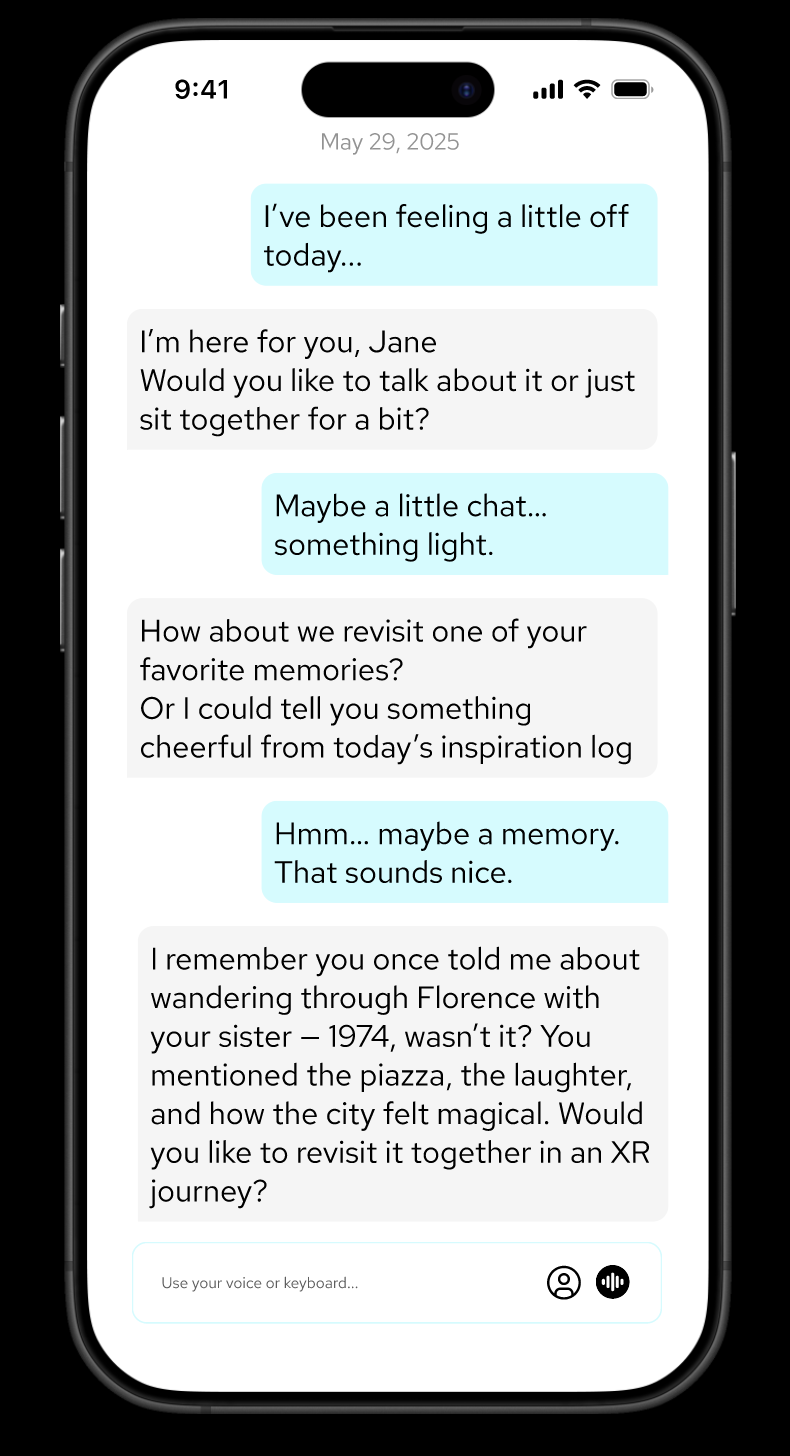 9:41
May 29, 2025
I’ve been feeling a little off
today...
I’m here for you, Jane
Would you like to talk about it or just
sit together for a bit?
Maybe a little chat...
something light.
How about we revisit one of your
favorite memories?
Or I could tell you something
cheerful from today’s inspiration log
Hmm... maybe a memory.
That sounds nice.
I remember you once told me about
wandering through Florence with
your sister — 1974, wasn’t it? You
mentioned the piazza, the laughter,
and how the city felt magical. Would
you like to revisit it together in an XR
journey?
Use your voice or keyboard...